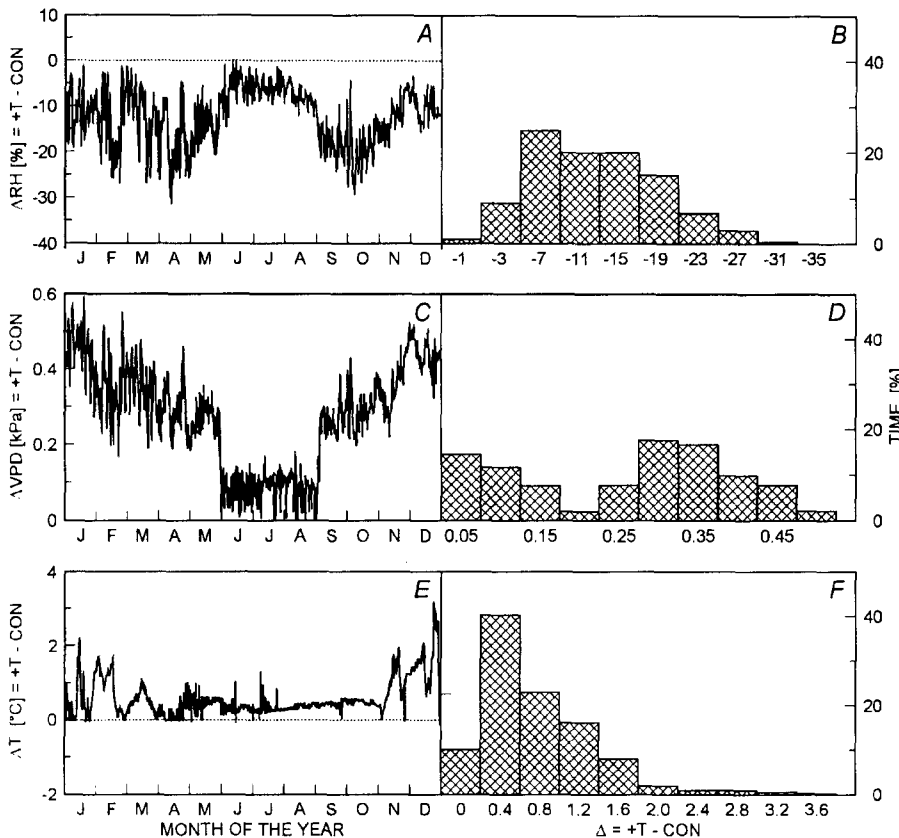 A
B
ΔRH [%] = +T - CON
10
0
-10
-20
-30
-40
J F M A M J J A S O N D
40
20
0
-1 -3 -7 -11 -15 -19 -23 -27 -31 -35
C
D
ΔVPD [kPa] = +T - CON
0.6
0.4
0.2
0
J F M A M J J A S O N D
40
20
0
TIME [%]
0.05 0.15 0.25 0.35 0.45
E
F
ΔT [°C] = +T - CON
4
2
0
-2
J F M A M J J A S O N D
MONTH OF THE YEAR
40
20
0
0 0.4 0.8 1.2 1.6 2.0 2.4 2.8 3.2 3.6
Δ = +T - CON